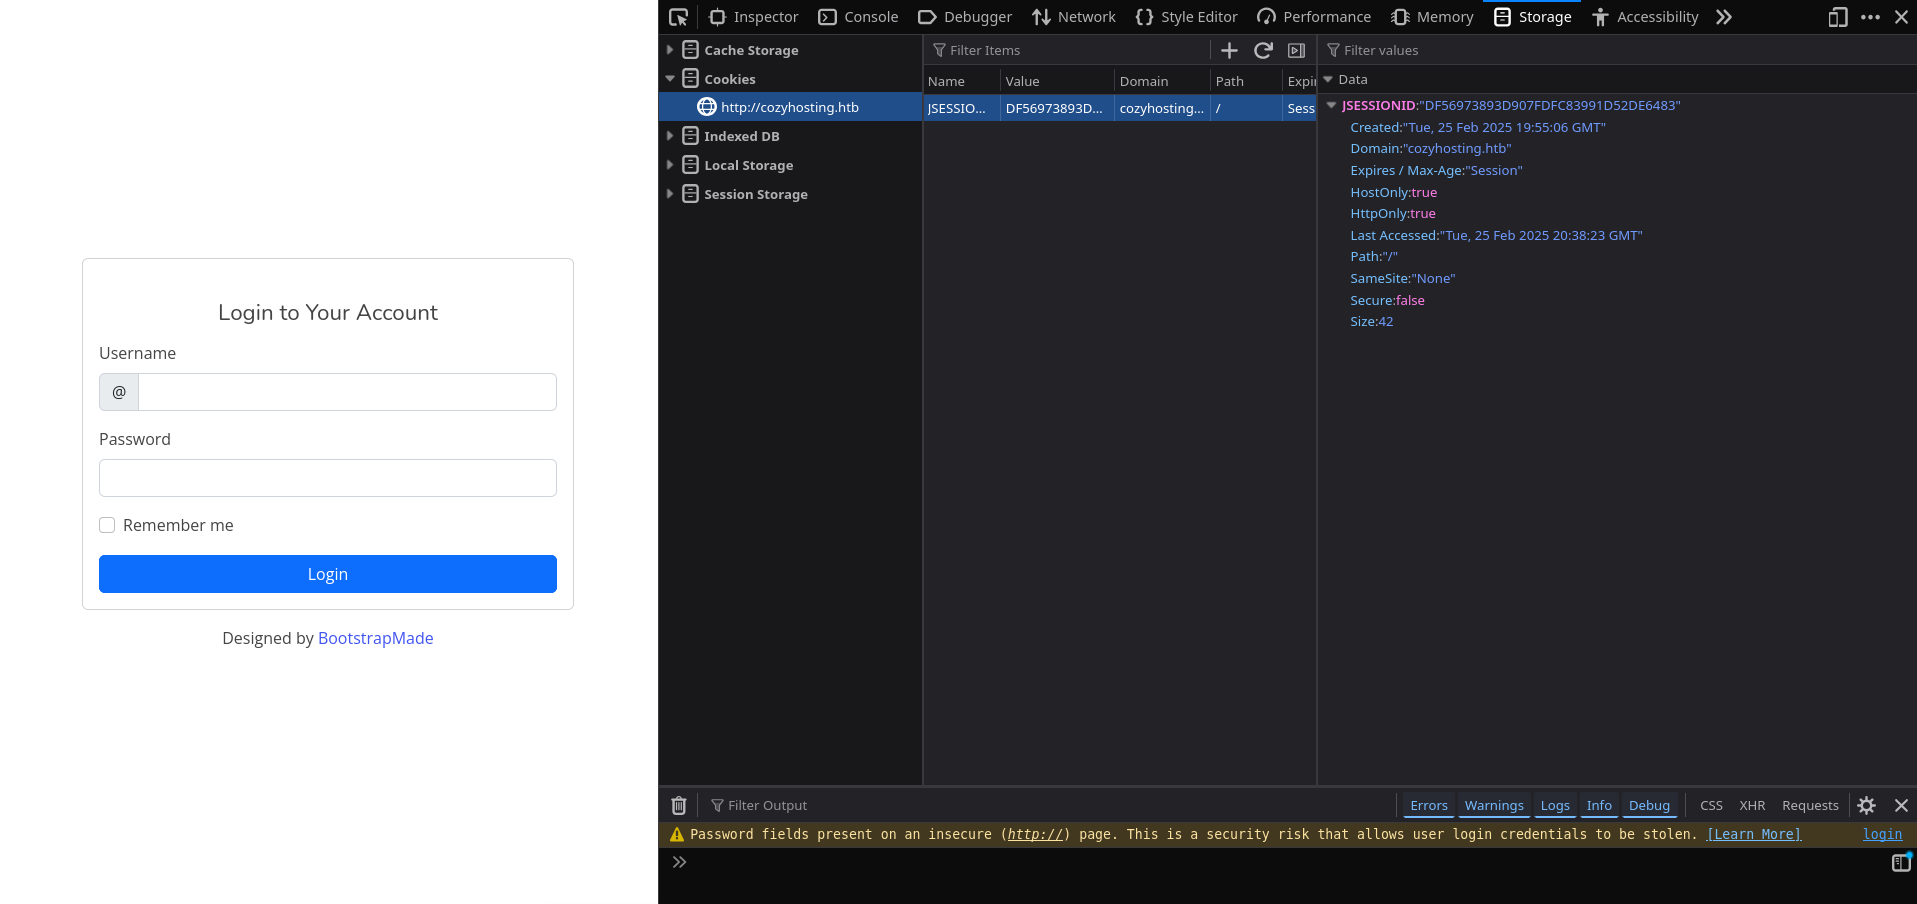 Login to Your Account
Username
@
Password
Remember me
Login
Designed by BootstrapMade
Inspector Console Debugger Network Style Editor Performance Memory Storage Accessibility
Cache Storage
Cookies
http://cozyhosting.htb
Indexed DB
Local Storage
Session Storage
Filter Items
Name Value Domain Path Expir
JSESSIO... DF56973893D... cozyhosting... / Sess
Filter values
Data
JSESSIONID:"DF56973893D907FDFC83991D52DE6483"
Created:"Tue, 25 Feb 2025 19:55:06 GMT"
Domain:"cozyhosting.htb"
Expires / Max-Age:"Session"
HostOnly:true
HttpOnly:true
Last Accessed:"Tue, 25 Feb 2025 20:38:23 GMT"
Path:"/"
SameSite:"None"
Secure:false
Size:42
Filter Output Errors Warnings Logs Info Debug CSS XHR Requests
Password fields present on an insecure (http://) page. This is a security risk that allows user login credentials to be stolen. [Learn More] login